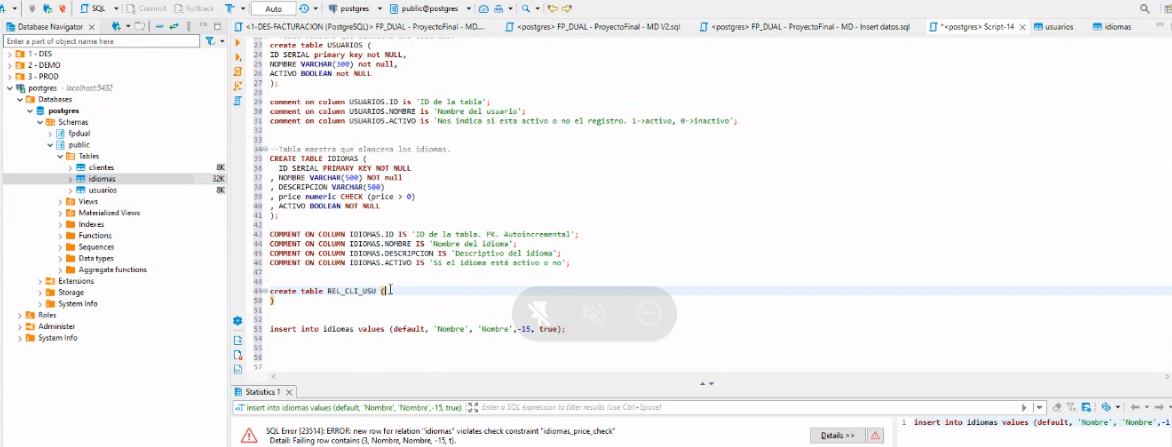 SQL Commit Rollback Auto postgres public@postgres
Database Navigator
Enter a part of object name here
1 - DES
2 - DEMO
3 - PROD
postgres - localhost:5432
Databases
postgres
Schemas
fpdual
public
Tables
clientes 8K
idiomas 32K
usuarios 8K
Views
Materialized Views
Indexes
Functions
Sequences
Data types
Aggregate functions
Extensions
Storage
System Info
Roles
Administer
System Info
<1-DES-FACTURACION (PostgreSQL)> FP_DUAL - ProyectoFinal - MD....
<postgres> FP_DUAL - ProyectoFinal - MD V2.sql
<postgres> FP_DUAL - ProyectoFinal - MD - Insert datos.sql
*<postgres> Script-14
usuarios
idiomas
23 create table USUARIOS (
24 ID SERIAL primary key not NULL,
25 NOMBRE VARCHAR(300) not null,
26 ACTIVO BOOLEAN not NULL
27 );
28
29 comment on column USUARIOS.ID is 'ID de la tabla';
30 comment on column USUARIOS.NOMBRE is 'Nombre del usuario';
31 comment on column USUARIOS.ACTIVO is 'Nos indica si esta activo o no el registro. 1->activo, 0->inactivo';
32
33
34 --Tabla maestra que almacena los idiomas.
35 CREATE TABLE IDIOMAS (
36 ID SERIAL PRIMARY KEY NOT NULL
37 , NOMBRE VARCHAR(500) NOT null
38 , DESCRIPCION VARCHAR(500)
39 , price numeric CHECK (price > 0)
40 , ACTIVO BOOLEAN NOT NULL
41 );
42
43 COMMENT ON COLUMN IDIOMAS.ID IS 'ID de la tabla. PK. Autoincremental';
44 COMMENT ON COLUMN IDIOMAS.NOMBRE IS 'Nombre del idioma';
45 COMMENT ON COLUMN IDIOMAS.DESCRIPCION IS 'Descriptivo del idioma';
46 COMMENT ON COLUMN IDIOMAS.ACTIVO IS 'Si el idioma está activo o no';
47
48
49 create table REL_CLI_USU (
50 )
51
52
53 insert into idiomas values (default, 'Nombre', 'Nombre',-15, true);
54
55
56
57
Statistics 1
insert into idiomas values (default, 'Nombre', 'Nombre',-15, true)
Enter a SQL expression to filter results (use Ctrl+Space)
SQL Error [23514]: ERROR: new row for relation "idiomas" violates check constraint "idiomas_price_check"
Detail: Failing row contains (3, Nombre, Nombre, -15, t).
Details >>
1 insert into idiomas values (default, 'Nombre', 'Nombre',-1